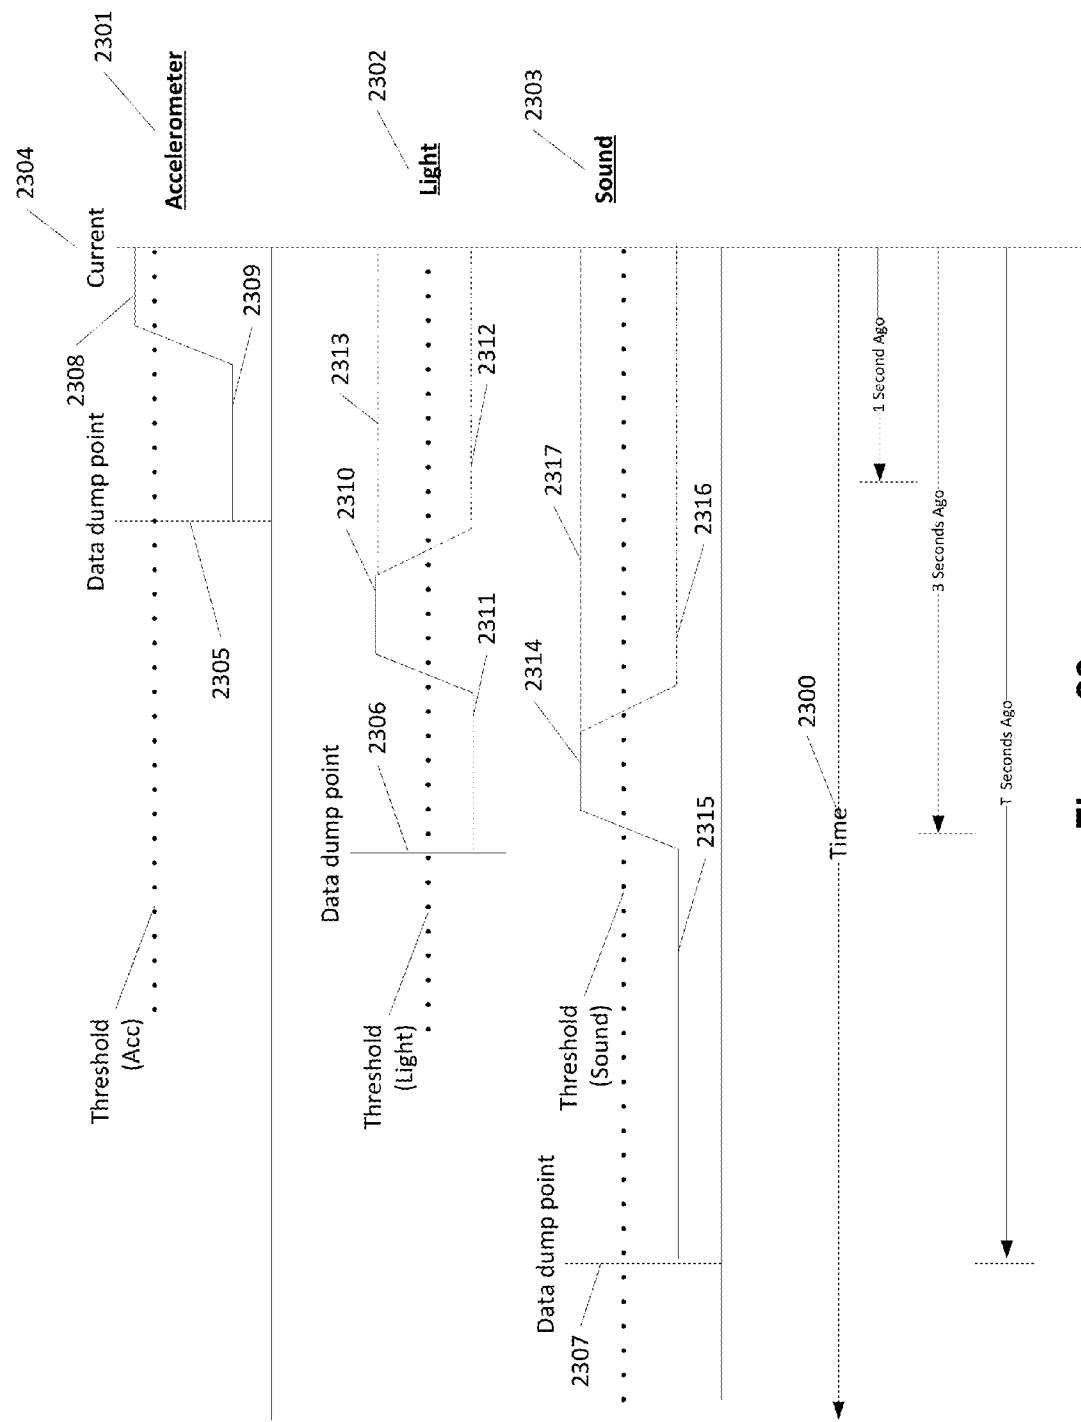 2304
2301
Current
Accelerometer
2308
2309
Data dump point
2305
Threshold
(Acc)
2302
Light
2313
2312
2310
2311
2306
Data dump point
Threshold
(Light)
2303
Sound
2317
2316
2314
2315
Threshold
(Sound)
Data dump point
2307
2300
Time
1 Second Ago
3 Seconds Ago
T Seconds Ago